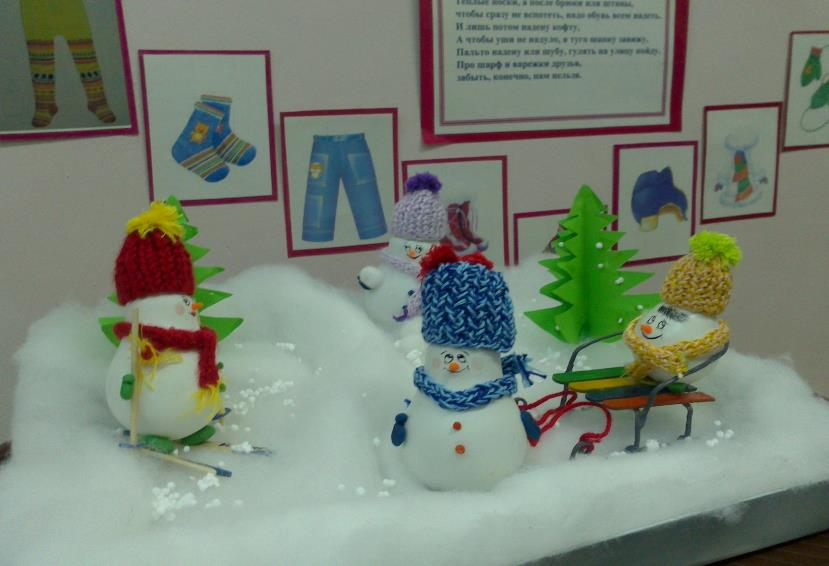 Теплые носки, а после брюки или штаны,
чтобы сразу не вспотеть, надо обувь всем надеть.
И лишь потом надену кофту,
А чтобы уши не надуло, я туго шапку завяжу,
Пальто надену или шубу, гулять на улицу пойду.
Про шарф и варежки друзья,
забыть, конечно, нам нельзя.